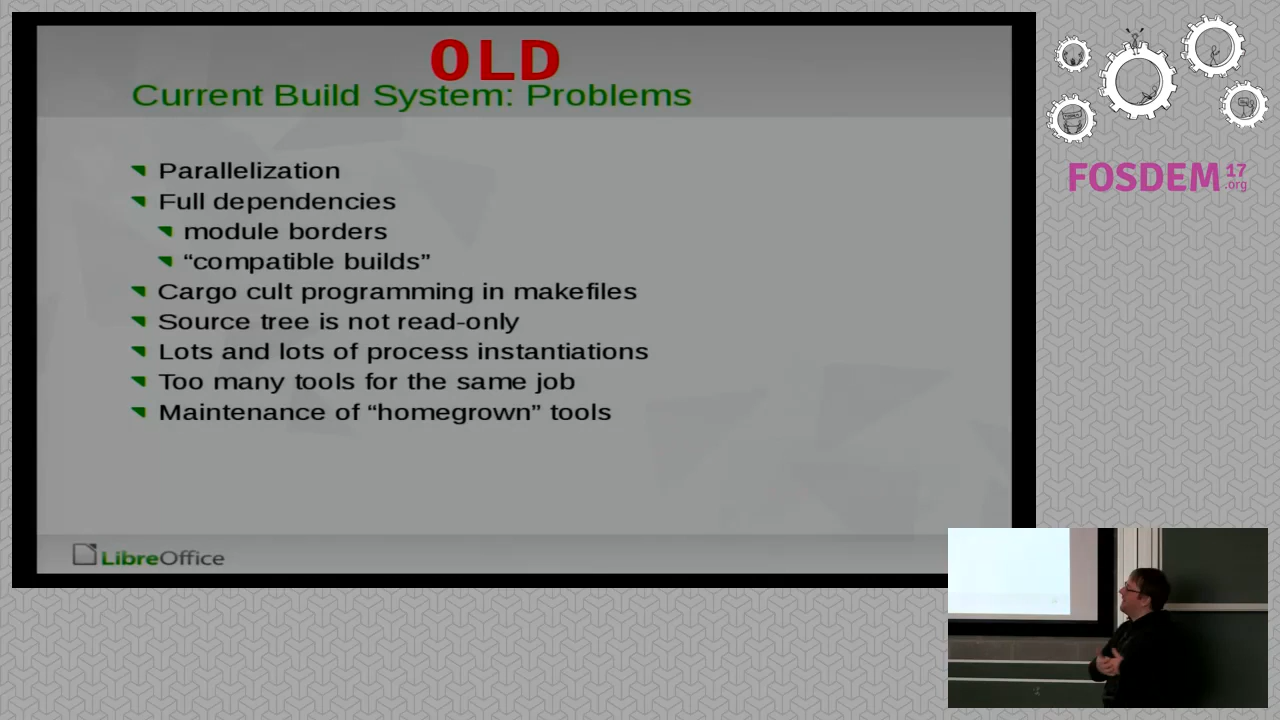 OLD
Current Build System: Problems
Parallelization
Full dependencies
module borders
“compatible builds”
Cargo cult programming in makefiles
Source tree is not read-only
Lots and lots of process instantiations
Too many tools for the same job
Maintenance of “homegrown” tools
LibreOffice
FOSDEM 17
.org